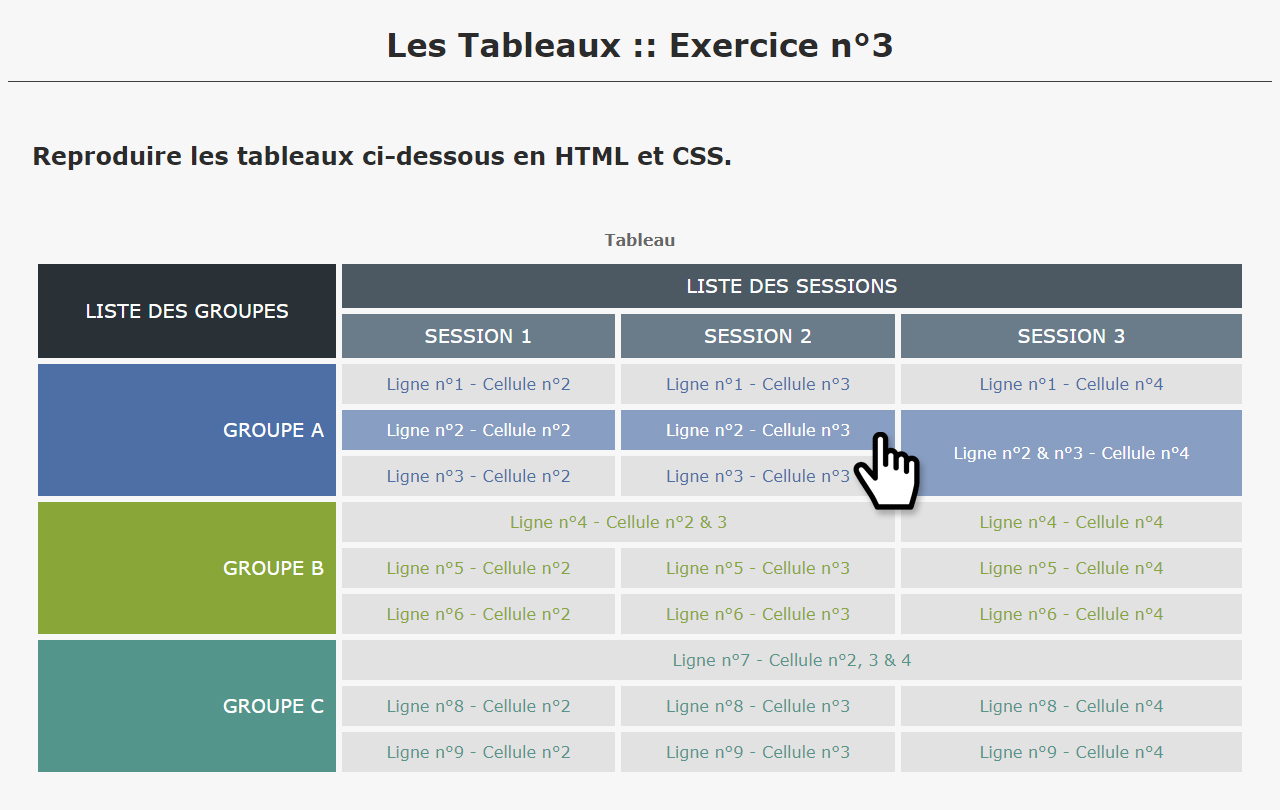 Les Tableaux :: Exercice n°3
Reproduire les tableaux ci-dessous en HTML et CSS.
Tableau
LISTE DES GROUPES
LISTE DES SESSIONS
SESSION 1
SESSION 2
SESSION 3
GROUPE A
Ligne n°1 - Cellule n°2
Ligne n°1 - Cellule n°3
Ligne n°1 - Cellule n°4
Ligne n°2 - Cellule n°2
Ligne n°2 - Cellule n°3
Ligne n°2 & n°3 - Cellule n°4
Ligne n°3 - Cellule n°2
Ligne n°3 - Cellule n°3
GROUPE B
Ligne n°4 - Cellule n°2 & 3
Ligne n°4 - Cellule n°4
Ligne n°5 - Cellule n°2
Ligne n°5 - Cellule n°3
Ligne n°5 - Cellule n°4
Ligne n°6 - Cellule n°2
Ligne n°6 - Cellule n°3
Ligne n°6 - Cellule n°4
GROUPE C
Ligne n°7 - Cellule n°2, 3 & 4
Ligne n°8 - Cellule n°2
Ligne n°8 - Cellule n°3
Ligne n°8 - Cellule n°4
Ligne n°9 - Cellule n°2
Ligne n°9 - Cellule n°3
Ligne n°9 - Cellule n°4